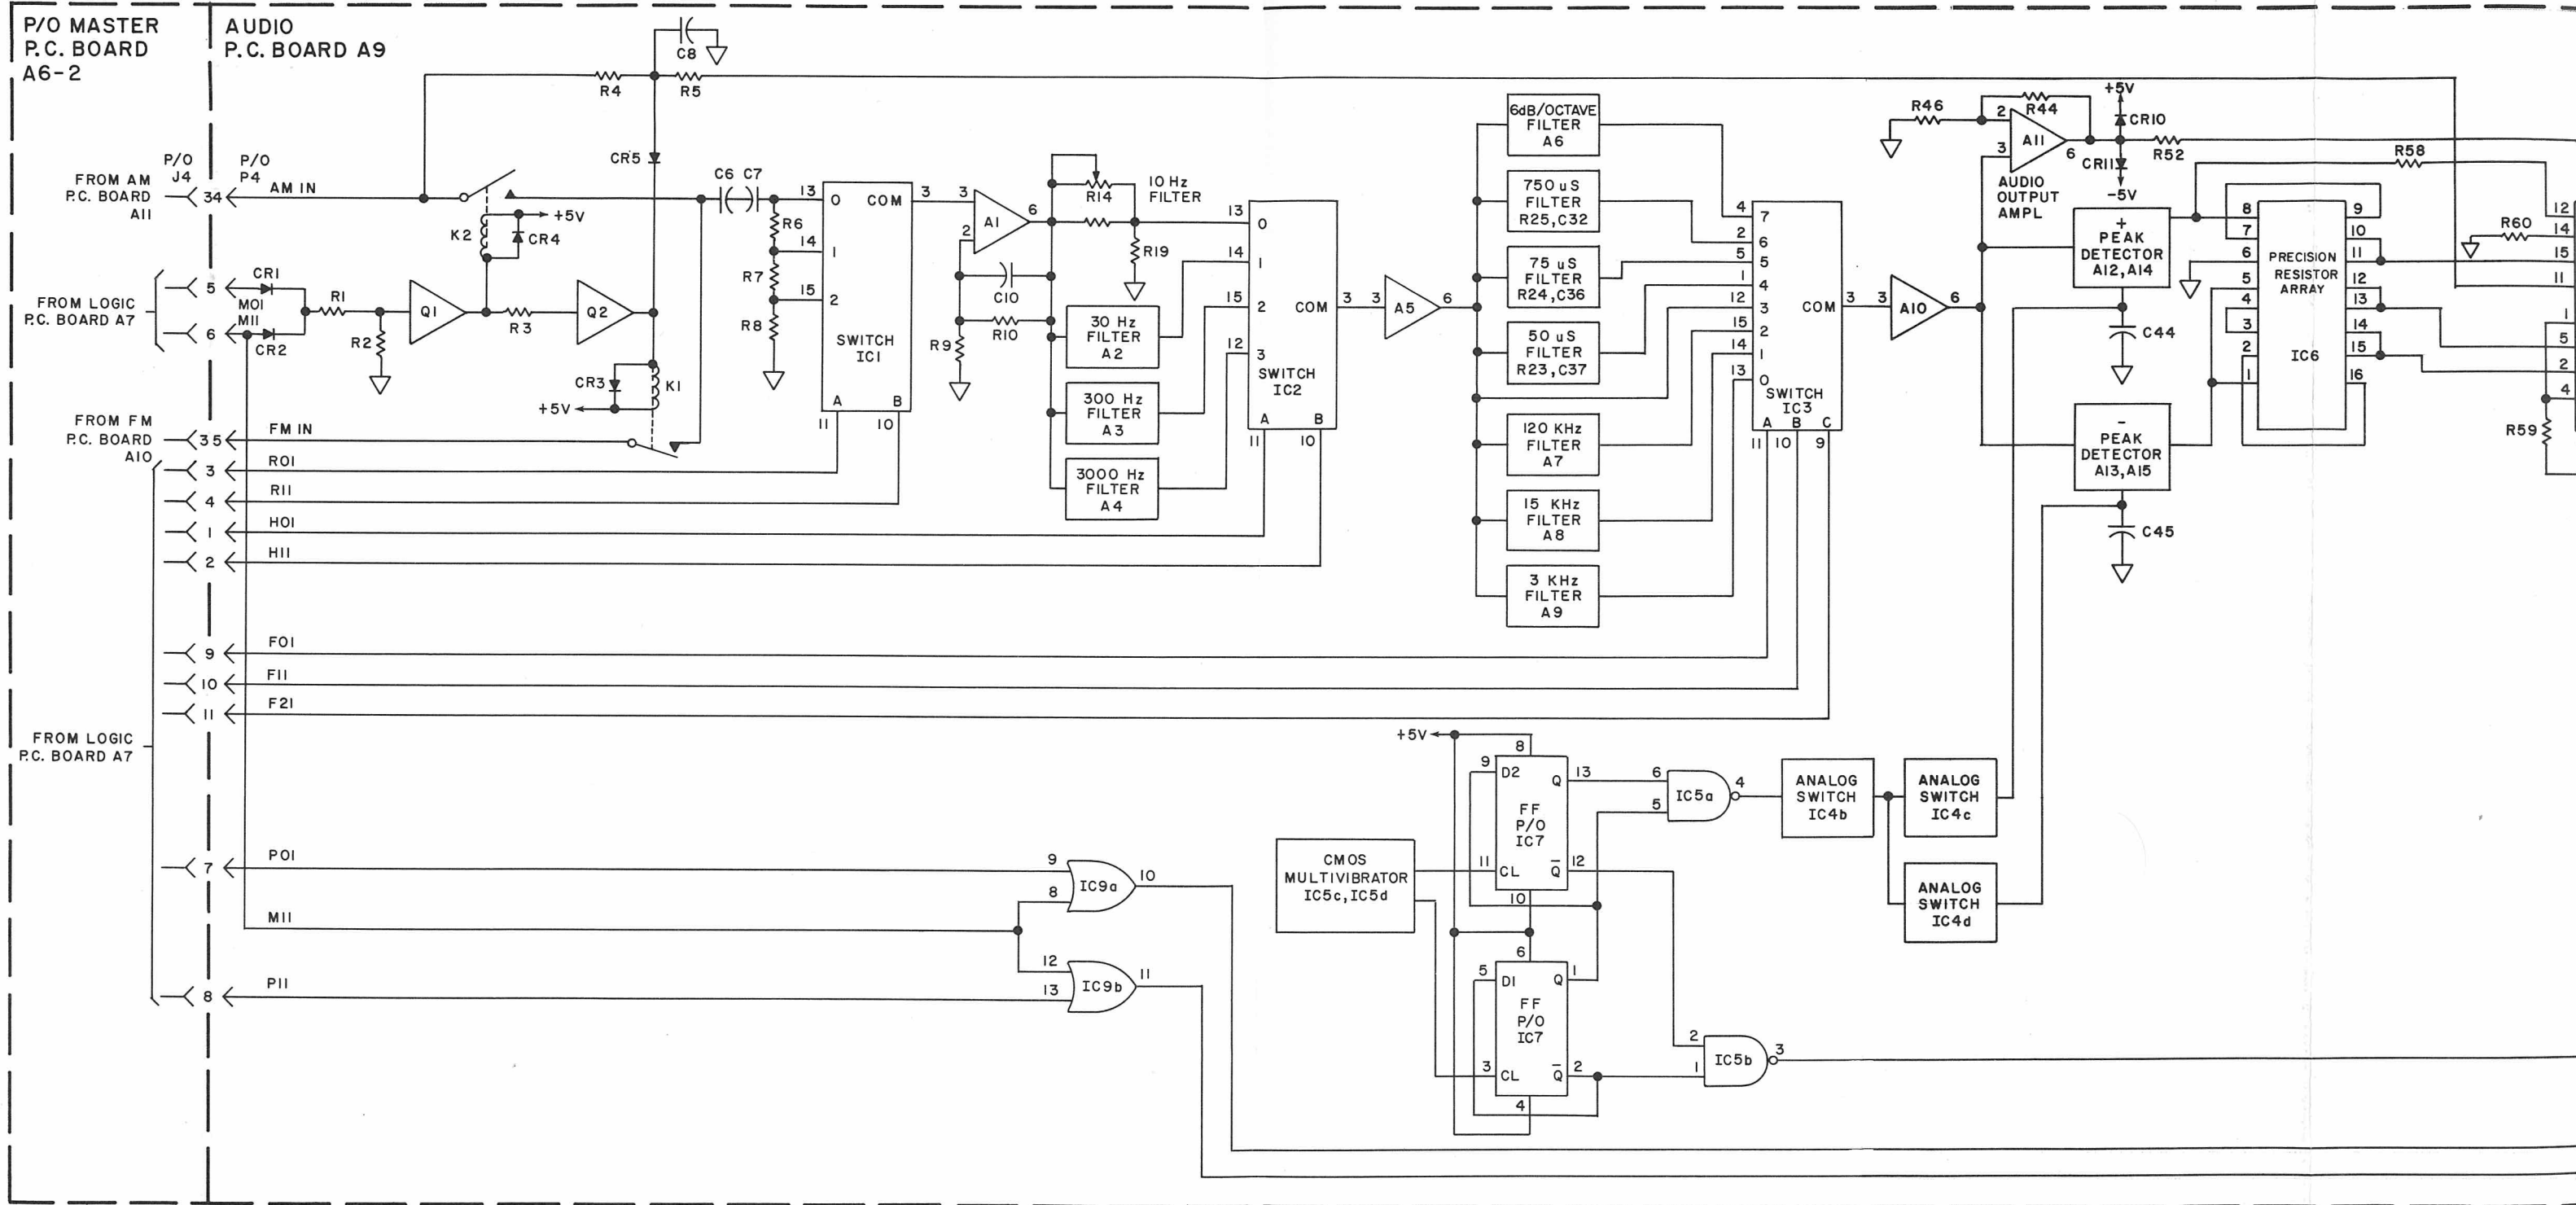 P/O MASTER
P.C. BOARD
A6-2
AUDIO
P.C. BOARD A9
C8
R4
R5
P/O
J4
P/O
P4
FROM AM
P.C. BOARD
A11
34
AM IN
K2
+5V
CR4
CR5
C6
C7
FROM LOGIC
P.C. BOARD A7
5
6
CR1
M01
M11
CR2
R1
R2
Q1
R3
Q2
CR3
K1
+5V
FROM FM
P.C. BOARD
A10
35
FM IN
3
R01
4
R11
1
H01
2
H11
9
F01
10
F11
11
F21
FROM LOGIC
P.C. BOARD A7
7
P01
M11
8
P11
R6
R7
R8
13
14
15
0
1
2
COM
SWITCH
IC1
A
B
11
10
3
3
A1
2
6
R9
C10
R10
R14
10 Hz
FILTER
R19
30 Hz
FILTER
A2
300 Hz
FILTER
A3
3000 Hz
FILTER
A4
13
14
15
12
0
1
2
3
COM
SWITCH
IC2
A
B
11
10
3
3
A5
6
6dB/OCTAVE
FILTER
A6
750 uS
FILTER
R25,C32
75 uS
FILTER
R24,C36
50 uS
FILTER
R23,C37
120 KHz
FILTER
A7
15 KHz
FILTER
A8
3 KHz
FILTER
A9
4
2
5
1
12
15
14
13
7
6
5
4
3
2
1
0
COM
SWITCH
IC3
A
B
C
11
10
9
3
3
A10
6
R46
2
R44
A11
3
6
AUDIO
OUTPUT
AMPL
+5V
CR10
CR11
-5V
R52
R58
+
PEAK
DETECTOR
A12,A14
C44
-
PEAK
DETECTOR
A13,A15
C45
8
7
6
5
4
3
2
1
PRECISION
RESISTOR
ARRAY
IC6
9
10
11
12
13
14
15
16
R60
R59
12
14
15
11
1
5
2
4
9
8
IC9a
10
12
13
IC9b
11
CMOS
MULTIVIBRATOR
IC5c,IC5d
+5V
8
9
D2
Q
13
FF
P/O
IC7
11
CL
Q̅
12
10
6
5
D1
Q
1
FF
P/O
IC7
3
CL
Q̅
2
4
6
5
IC5a
4
ANALOG
SWITCH
IC4b
ANALOG
SWITCH
IC4c
ANALOG
SWITCH
IC4d
2
1
IC5b
3